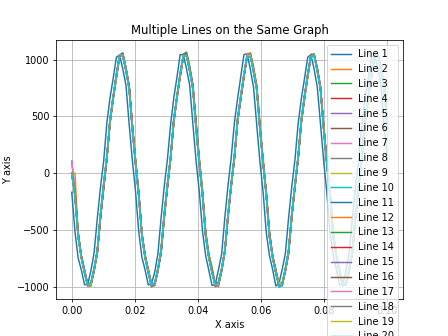 Multiple Lines on the Same Graph
1000
500
0
−500
−1000
Y axis
0.00
0.02
0.04
0.06
X axis
Line 1
Line 2
Line 3
Line 4
Line 5
Line 6
Line 7
Line 8
Line 9
Line 10
Line 11
Line 12
Line 13
Line 14
Line 15
Line 16
Line 17
Line 18
Line 19
Line 20